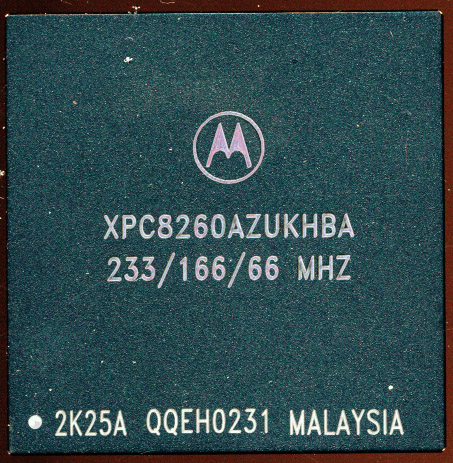 XPC8260AZUKHBA
233/166/66 MHZ
2K25A QQEH0231 MALAYSIA